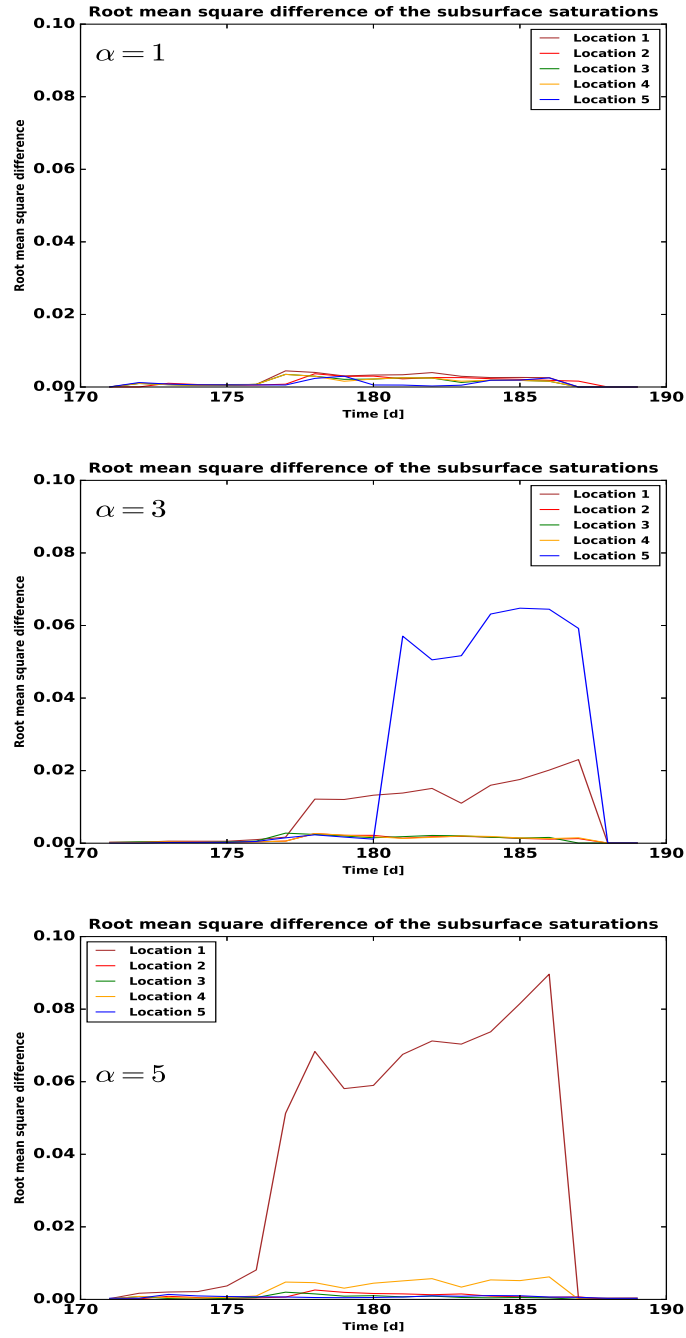 Root mean square difference of the subsurface saturations
α = 1
Location 1
Location 2
Location 3
Location 4
Location 5
0.10
0.08
0.06
0.04
0.02
0.00
Root mean square difference
170
175
180
185
190
Time [d]
Root mean square difference of the subsurface saturations
α = 3
Location 1
Location 2
Location 3
Location 4
Location 5
0.10
0.08
0.06
0.04
0.02
0.00
Root mean square difference
170
175
180
185
190
Time [d]
Root mean square difference of the subsurface saturations
Location 1
Location 2
Location 3
Location 4
Location 5
α = 5
0.10
0.08
0.06
0.04
0.02
0.00
Root mean square difference
170
175
180
185
190
Time [d]